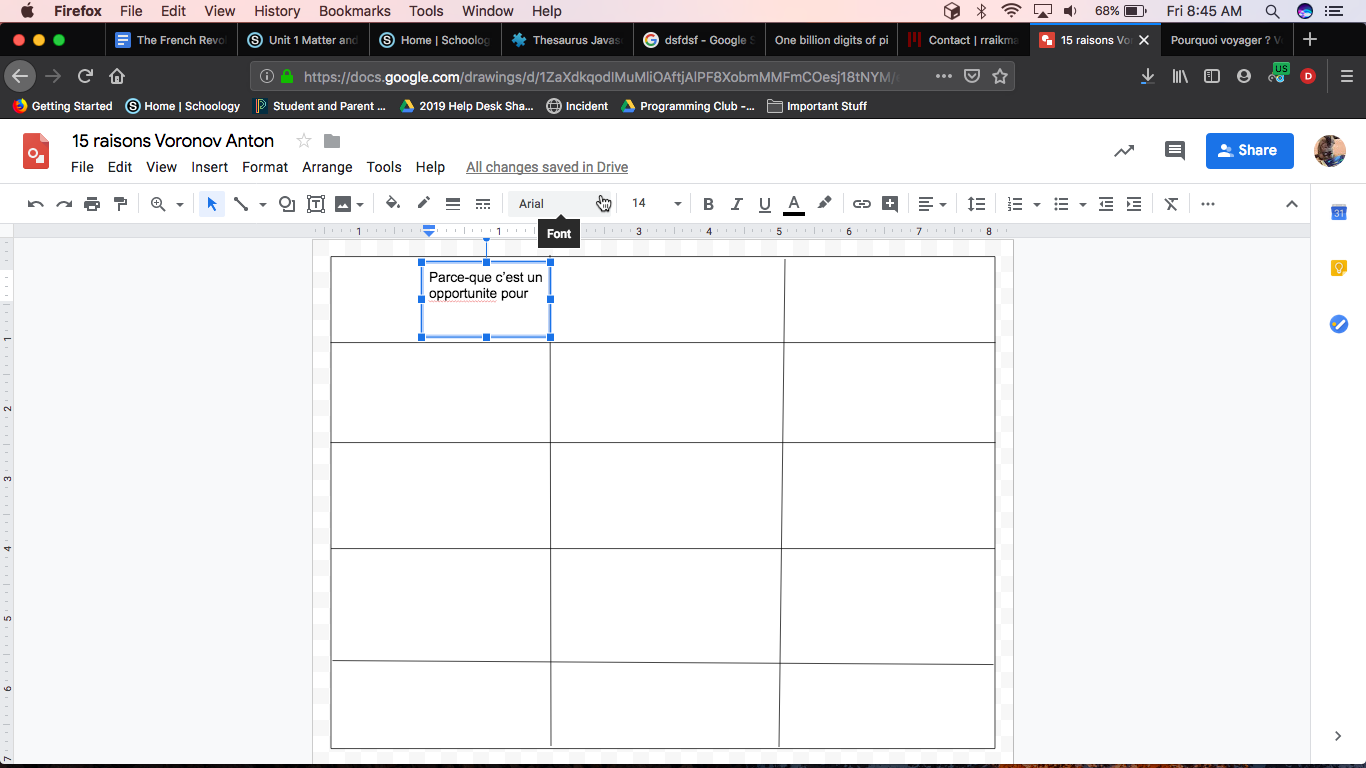 Firefox File Edit View History Bookmarks Tools Window Help 68% Fri 8:45 AM
The French Revo Unit 1 Matter and Home | Schoolog Thesaurus Javas dsfdsf - Google S One billion digits of pi Contact | rraikma 15 raisons Vo Pourquoi voyager ? V
https://docs.google.com/drawings/d/1ZaXdkqodIMuMliOAftjAlPF8XobmMMFmCOesj18tNYM/e US D
Getting Started Home | Schoology Student and Parent ... 2019 Help Desk Sha... Incident Programming Club -... Important Stuff
15 raisons Voronov Anton
File Edit View Insert Format Arrange Tools Help All changes saved in Drive
Share
Arial 14 B I U A
31
Font
1 1 3 4 5 6 7 8
Parce-que c'est un
opportunite pour
1
2
3
4
5
6
7